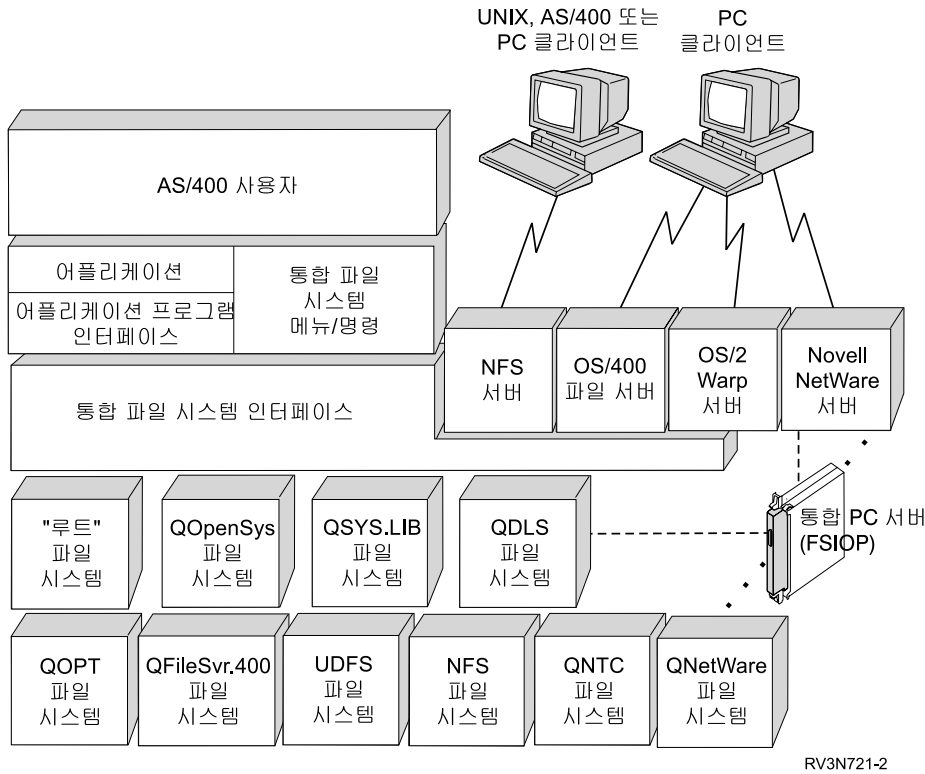 UNIX, AS/400 또는
PC 클라이언트
PC
클라이언트
AS/400 사용자
어플리케이션
어플리케이션 프로그램
인터페이스
통합 파일
시스템
메뉴/명령
통합 파일 시스템 인터페이스
NFS
서버
OS/400
파일 서버
OS/2
Warp
서버
Novell
NetWare
서버
"루트"
파일
시스템
QOpenSys
파일
시스템
QSYS.LIB
파일
시스템
QDLS
파일
시스템
통합 PC 서버
(FSIOP)
QOPT
파일
시스템
QFileSvr.400
파일
시스템
UDFS
파일
시스템
NFS
파일
시스템
QNTC
파일
시스템
QNetWare
파일
시스템
RV3N721-2